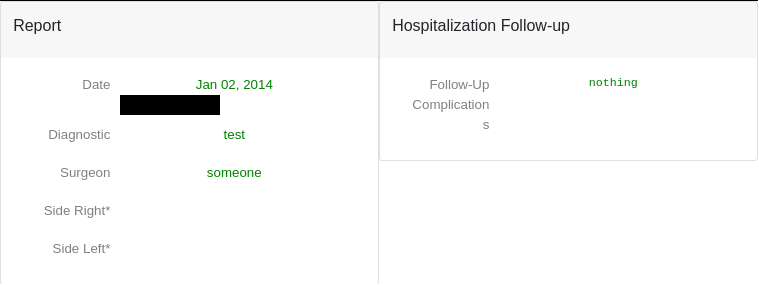 Report
Date Jan 02, 2014
Diagnostic test
Surgeon someone
Side Right*
Side Left*
Hospitalization Follow-up
Follow-Up nothing
Complication
s